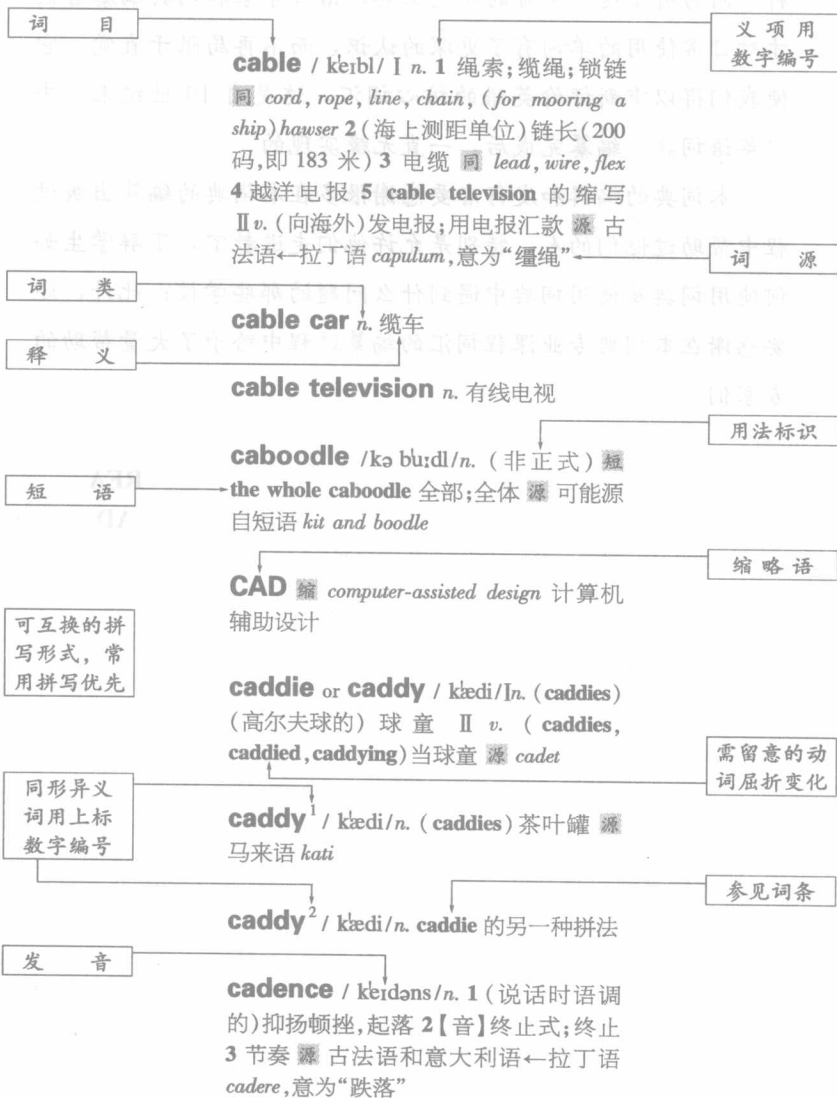 词 目
义 项 用
数字编号
cable / ˈkeɪbl/ Ⅰ n. 1 绳索;缆绳;锁链
同 cord, rope, line, chain, (for mooring a
ship) hawser 2 (海上测距单位)链长(200
码,即 183 米) 3 电缆 同 lead, wire, flex
4 越洋电报 5 cable television 的缩写
Ⅱ v. (向海外)发电报;用电报汇款 源 古
法语←拉丁语 capulum,意为“缰绳”
词 源
词 类
cable car n. 缆车
释 义
cable television n. 有线电视
用法标识
caboodle /kəˈbuːdl/n. (非正式) 短
短 语
the whole caboodle 全部;全体 源 可能源
自短语 kit and boodle
缩 略 语
CAD 缩 computer-assisted design 计算机
辅助设计
可互换的拼
写形式，常
用拼写优先
caddie or caddy / ˈkædi/Ⅰn. (caddies)
(高尔夫球的) 球 童 Ⅱ v. ( caddies,
caddied, caddying)当球童 源 cadet
需留意的动
词屈折变化
同形异义
词用上标
数字编号
caddy¹ / ˈkædi/n. (caddies) 茶叶罐 源
马来语 kati
参见词条
caddy² / ˈkædi/n. caddie 的另一种拼法
发 音
cadence / ˈkeɪdəns/n. 1 (说话时语调
的)抑扬顿挫,起落 2【音】终止式;终止
3 节奏 源 古法语和意大利语←拉丁语
cadere,意为“跌落”